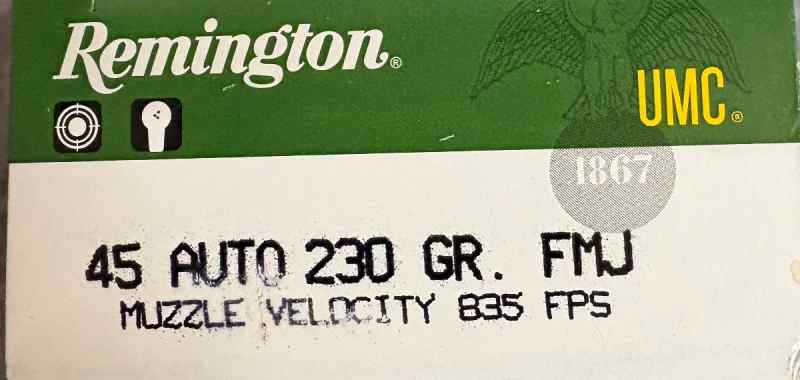 Remington®
UMC®
1867
45 AUTO 230 GR. FMJ
MUZZLE VELOCITY 835 FPS